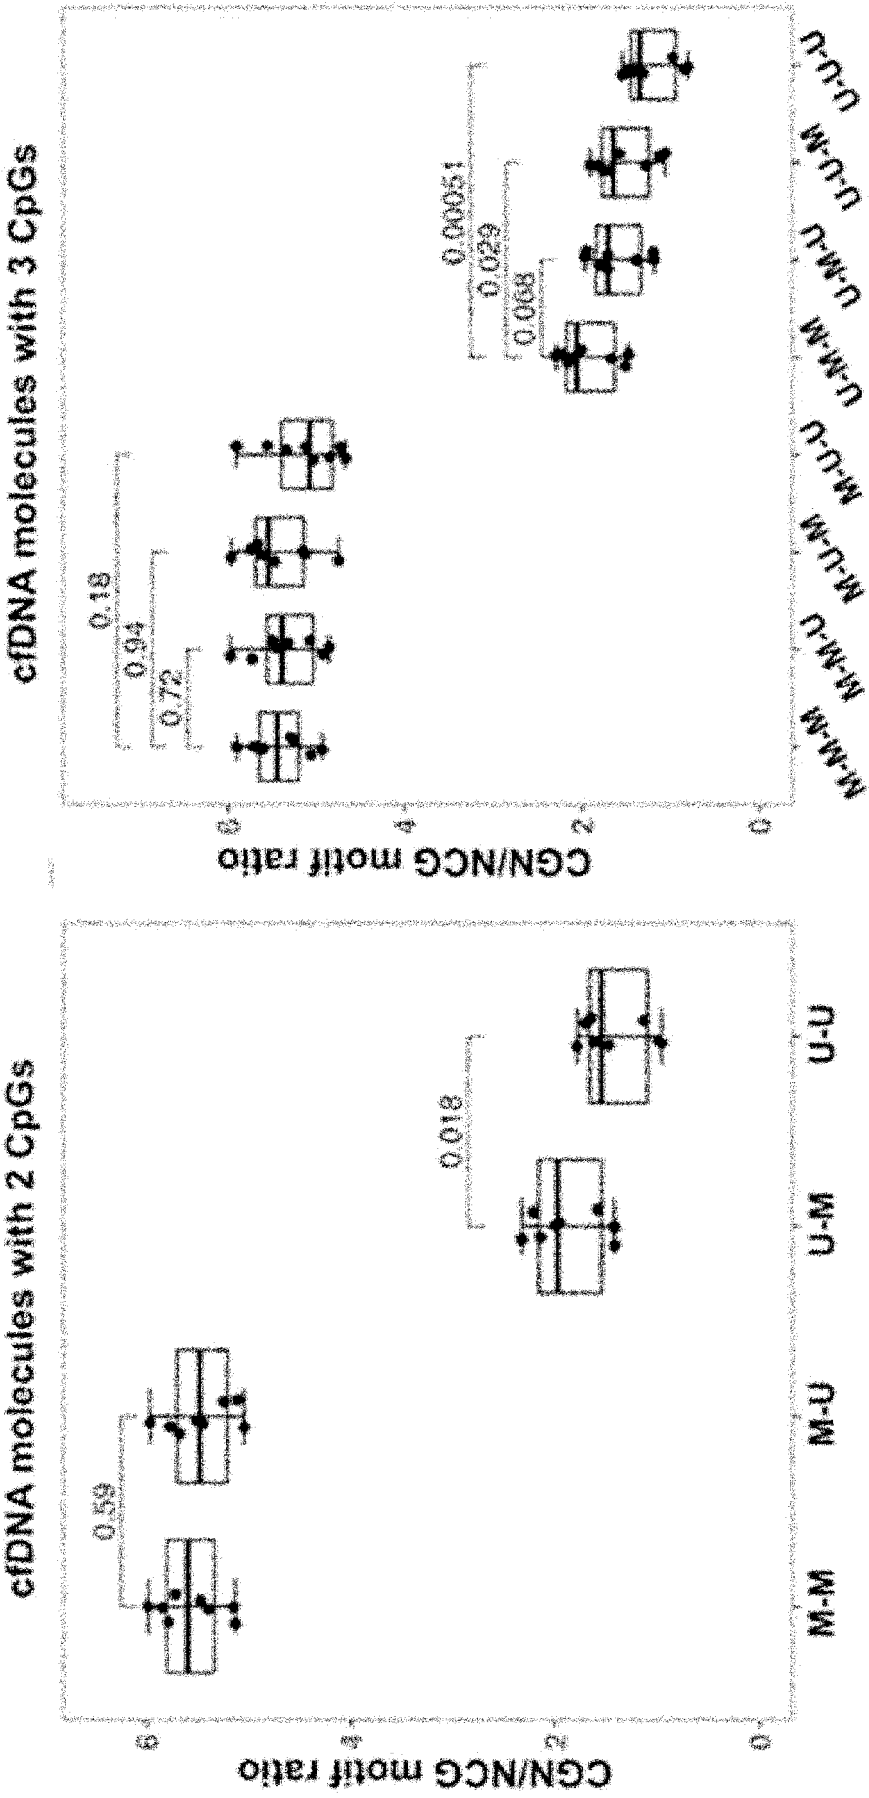 cfDNA molecules with 2 CpGs
CGN/NCG motif ratio
6
4
2
0
0.59
0.018
M-M
M-U
U-M
U-U
cfDNA molecules with 3 CpGs
CGN/NCG motif ratio
6
4
2
0
0.18
0.94
0.72
0.00051
0.029
0.068
M-M-M
M-M-U
M-U-M
M-U-U
U-M-M
U-M-U
U-U-M
U-U-U